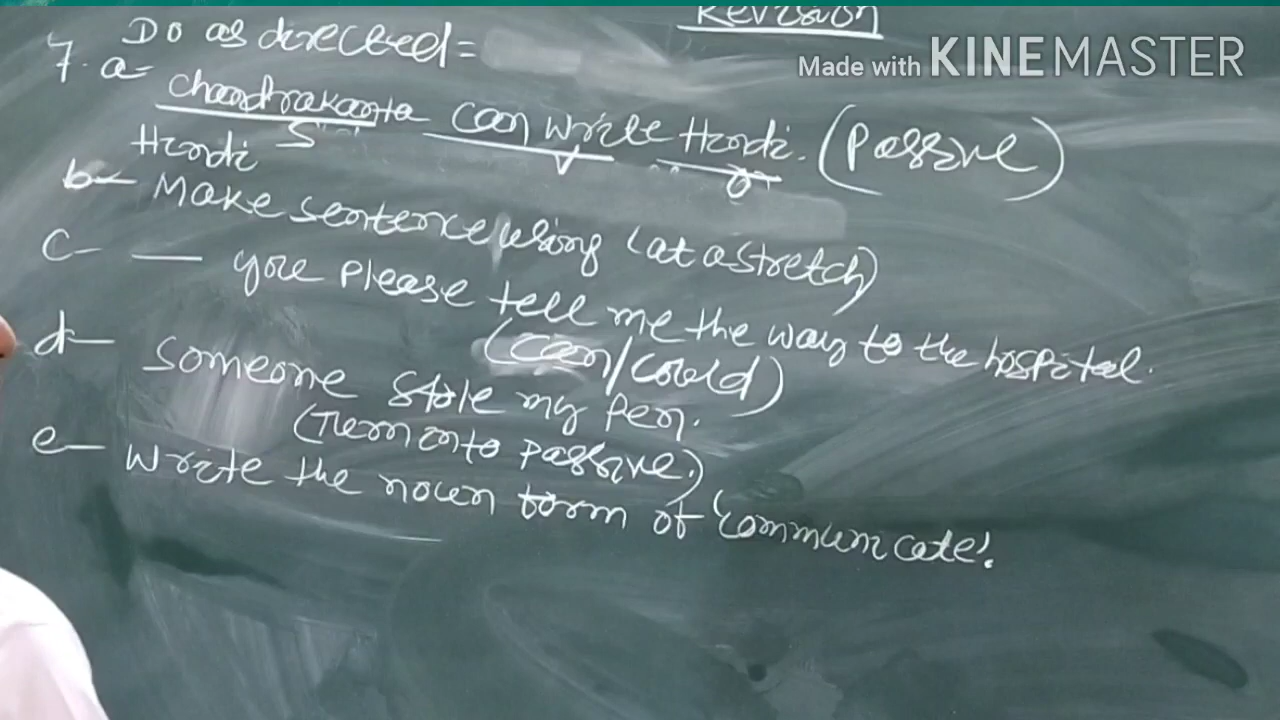 Revision
Made with KINEMASTER
Do as directed =
7. a- Chandrakanta can write Hindi. (Passive)
S V O
Hindi
b- Make sentence using (at a stretch)
c- __ you please tell me the way to the hospital.
(can/could)
d- Someone stole my pen.
(Turn into passive.)
e- Write the noun form of 'communicate'.